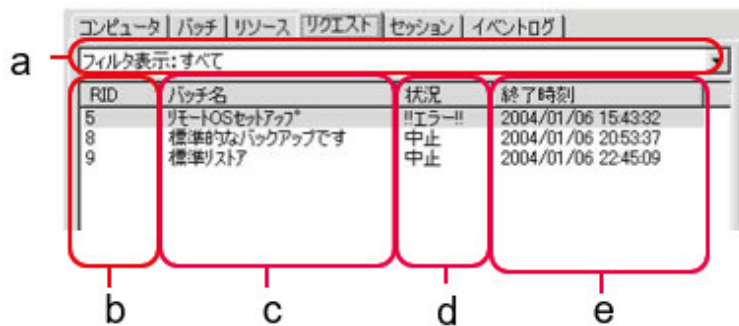 コンピュータ バッチ リソース リクエスト セッション イベントログ
a フィルタ表示: すべて
RID バッチ名 状況 終了時刻
5 リモートOSセットアップ !!エラー!! 2004/01/06 15:43:32
8 標準的なバックアップです 中止 2004/01/06 20:53:37
9 標準リストア 中止 2004/01/06 22:45:09
b c d e